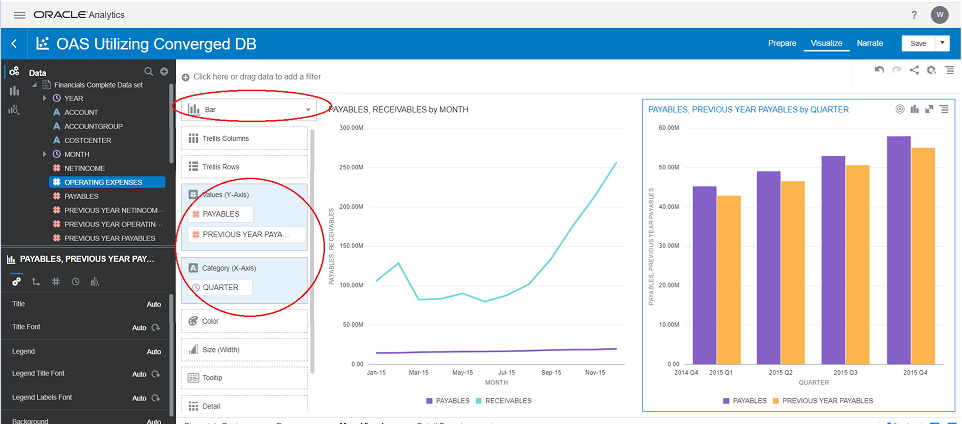 ORACLE Analytics
?
W
OAS Utilizing Converged DB
Prepare
Visualize
Narrate
Save
Data
Financials Complete Data set
YEAR
A ACCOUNT
A ACCOUNTGROUP
A COSTCENTER
MONTH
NETINCOME
OPERATING EXPENSES
PAYABLES
PREVIOUS YEAR NETINCOM...
PREVIOUS YEAR OPERATIN...
PREVIOUS YEAR PAYABLES
PAYABLES, PREVIOUS YEAR PAY...
Title Auto
Title Font Auto
Legend Auto
Legend Title Font Auto
Legend Labels Font Auto
Background
Click here or drag data to add a filter
Bar
Trellis Columns
Trellis Rows
Values (Y-Axis)
PAYABLES
PREVIOUS YEAR PAYA...
A Category (X-Axis)
QUARTER
Color
Size (Width)
Tooltip
Detail
PAYABLES, RECEIVABLES by MONTH
300.00M
250.00M
200.00M
150.00M
100.00M
50.00M
0.00
PAYABLES, RECEIVABLES
Jan-15 Mar-15 May-15 Jul-15 Sep-15 Nov-15
MONTH
PAYABLES RECEIVABLES
PAYABLES, PREVIOUS YEAR PAYABLES by QUARTER
60.00M
50.00M
40.00M
30.00M
20.00M
10.00M
0.00
PAYABLES, PREVIOUS YEAR PAYABLES
2014 Q4 2015 Q1 2015 Q2 2015 Q3 2015 Q4
QUARTER
PAYABLES PREVIOUS YEAR PAYABLES